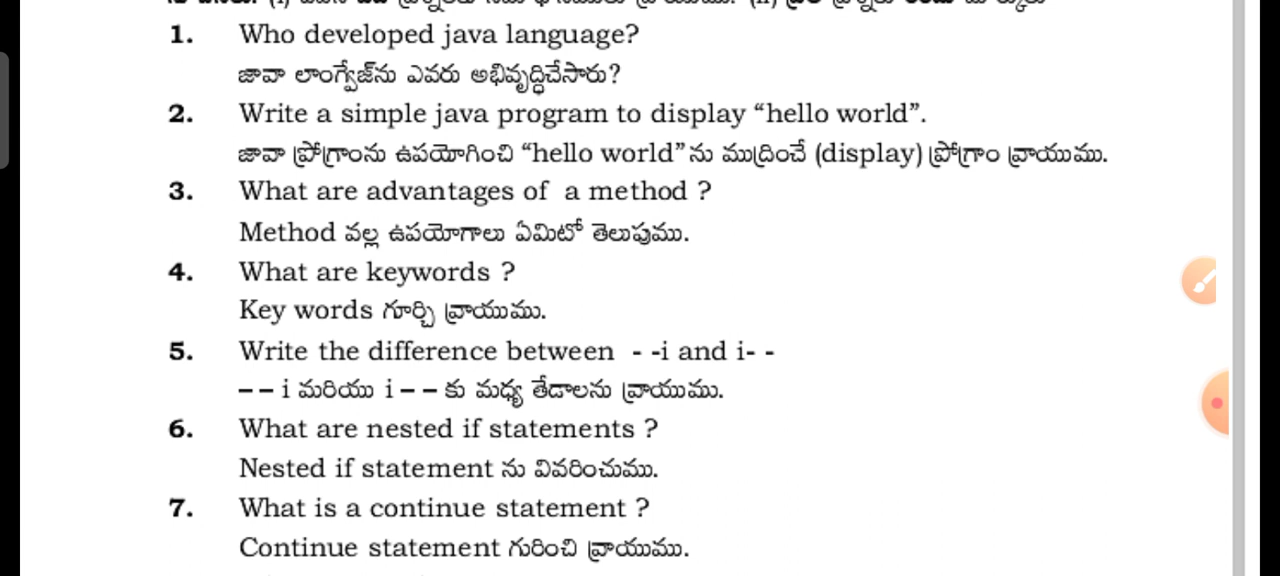 1. Who developed java language?
జావా లాంగ్వేజ్‌ను ఎవరు అభివృద్ధిచేసారు?
2. Write a simple java program to display “hello world”.
జావా ప్రోగ్రాంను ఉపయోగించి “hello world”ను ముద్రించే (display) ప్రోగ్రాం వ్రాయుము.
3. What are advantages of a method ?
Method వల్ల ఉపయోగాలు ఏమిటో తెలుపుము.
4. What are keywords ?
Key words గూర్చి వ్రాయుము.
5. Write the difference between - -i and i- -
– – i మరియు i – – కు మధ్య తేడాలను వ్రాయుము.
6. What are nested if statements ?
Nested if statement ను వివరించుము.
7. What is a continue statement ?
Continue statement గురించి వ్రాయుము.